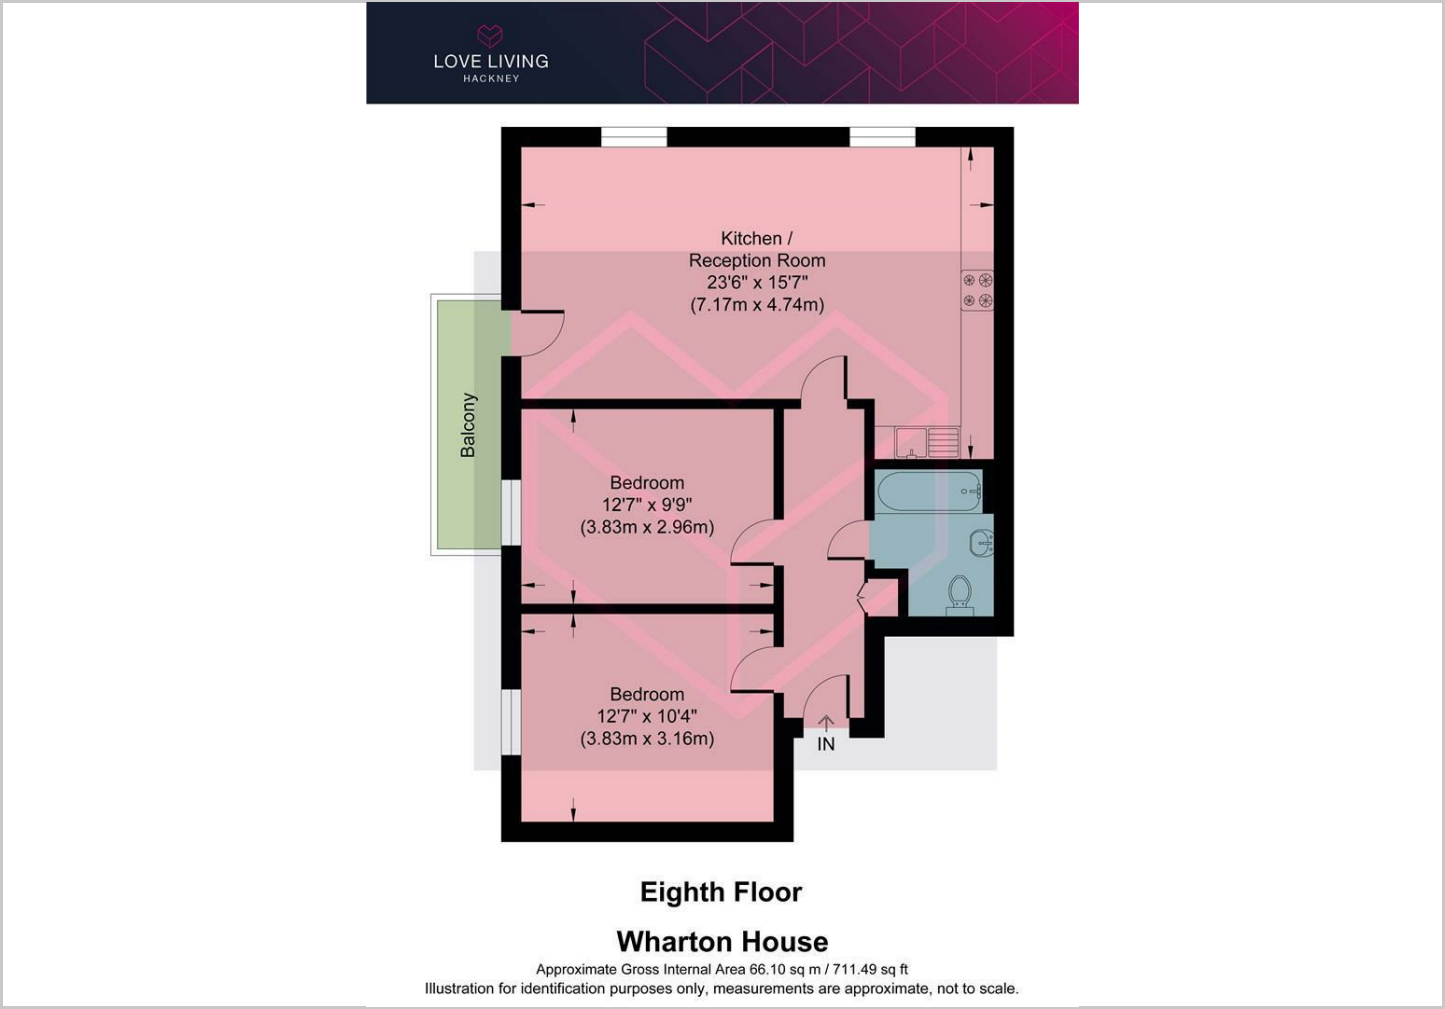 LOVE LIVING
HACKNEY
Kitchen /
Reception Room
23'6" x 15'7"
(7.17m x 4.74m)
Balcony
Bedroom
12'7" x 9'9"
(3.83m x 2.96m)
Bedroom
12'7" x 10'4"
(3.83m x 3.16m)
IN
Eighth Floor
Wharton House
Approximate Gross Internal Area 66.10 sq m / 711.49 sq ft
Illustration for identification purposes only, measurements are approximate, not to scale.